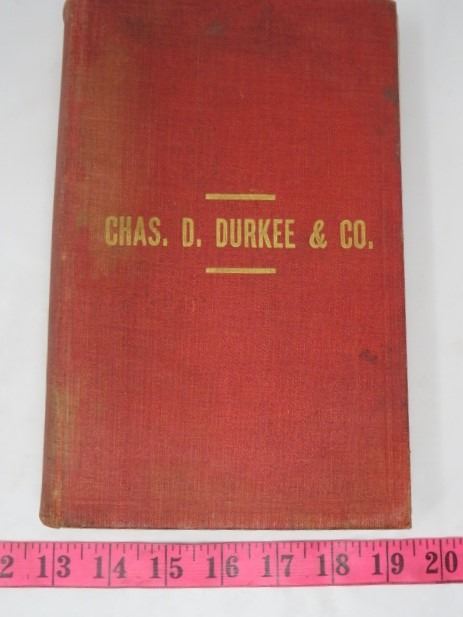 CHAS. D. DURKEE & CO.
2 13 14 15 16 17 18 19 20